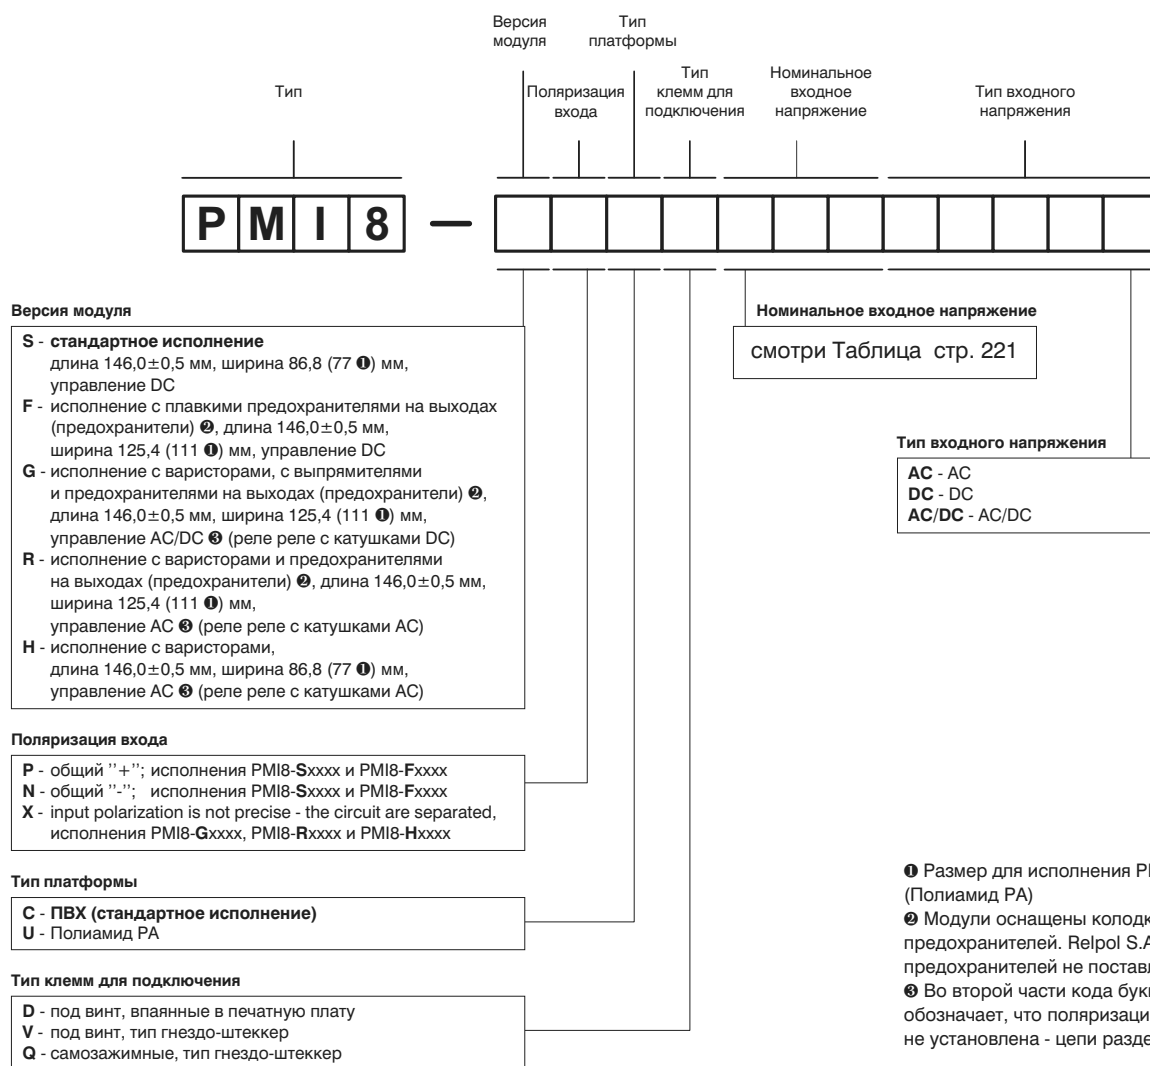 Версия
модуля
Тип
платформы
Тип
Поляризация
входа
Тип
клемм для
подключения
Номинальное
входное
напряжение
Тип входного
напряжения
P M I 8 –
Версия модуля
S - стандартное исполнение
длина 146,0±0,5 мм, ширина 86,8 (77 ❶) мм,
управление DC
F - исполнение с плавкими предохранителями на выходах
(предохранители) ❷, длина 146,0±0,5 мм,
ширина 125,4 (111 ❶) мм, управление DC
G - исполнение с варисторами, с выпрямителями
и предохранителями на выходах (предохранители) ❷,
длина 146,0±0,5 мм, ширина 125,4 (111 ❶) мм,
управление AC/DC ❸ (реле реле с катушками DC)
R - исполнение с варисторами и предохранителями
на выходах (предохранители) ❷, длина 146,0±0,5 мм,
ширина 125,4 (111 ❶) мм,
управление AC ❸ (реле реле с катушками AC)
H - исполнение с варисторами,
длина 146,0±0,5 мм, ширина 86,8 (77 ❶) мм,
управление AC ❸ (реле реле с катушками AC)
Номинальное входное напряжение
смотри Таблица стр. 221
Тип входного напряжения
AC - AC
DC - DC
AC/DC - AC/DC
Поляризация входа
P - общий ''+''; исполнения PMI8-Sxxxx и PMI8-Fxxxx
N - общий ''-''; исполнения PMI8-Sxxxx и PMI8-Fxxxx
X - input polarization is not precise - the circuit are separated,
исполнения PMI8-Gxxxx, PMI8-Rxxxx и PMI8-Hxxxx
Тип платформы
C - ПВХ (стандартное исполнение)
U - Полиамид PA
Тип клемм для подключения
D - под винт, впаянные в печатную плату
V - под винт, тип гнездо-штеккер
Q - самозажимные, тип гнездо-штеккер
❶ Размер для исполнения
(Полиамид PA)
❷ Модули оснащены
предохранителей. Relpol
предохранителей не
❸ Во второй части кода
обозначает, что
не установлена - цепи